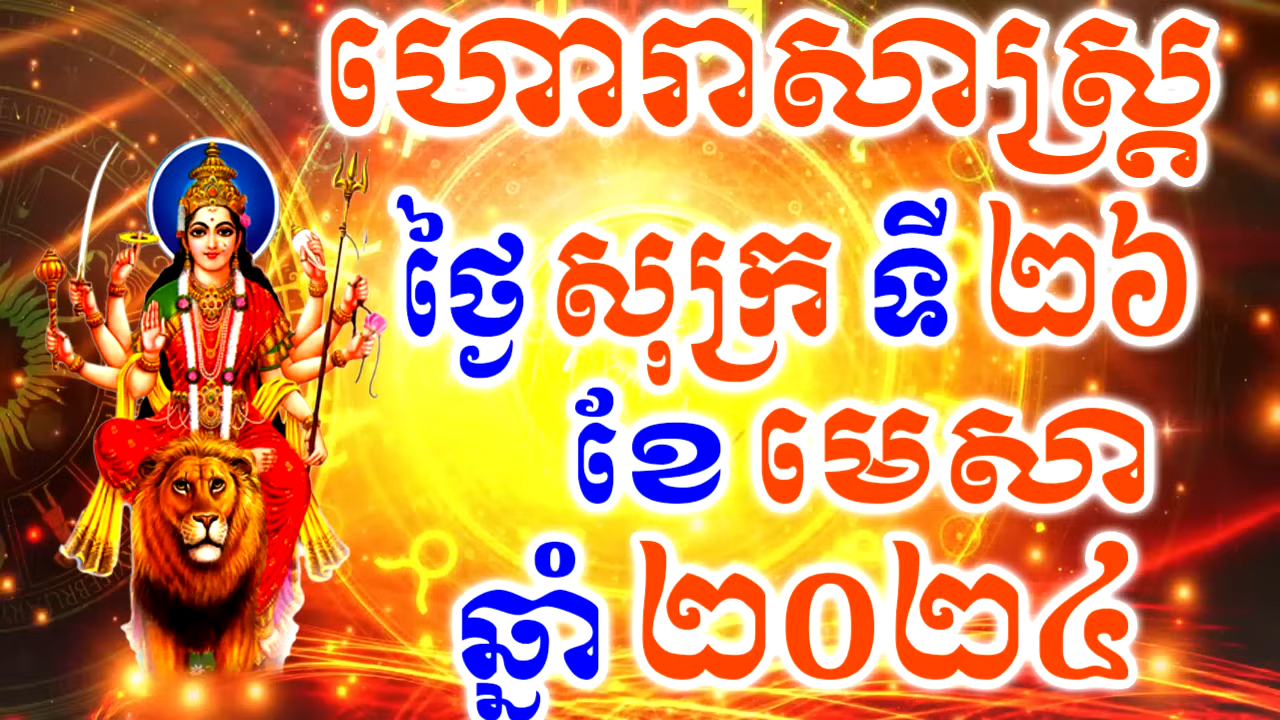 ហោរាសាស្ត្រ
ថ្ងៃ សុក្រ ទី ២៦
ខែ មេសា
ឆ្នាំ ២០២៤